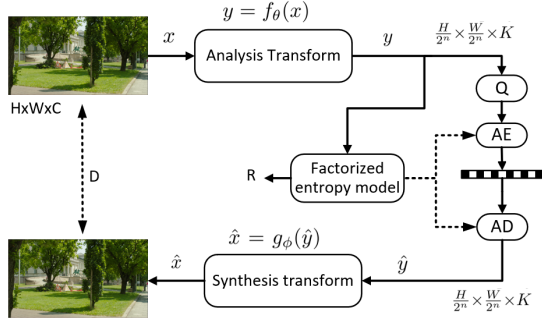 y = f_θ(x)
x
Analysis Transform
y
H/2^n × W/2^n × K
HxWxC
Q
AE
D
R
Factorized
entropy model
AD
x̂ = g_ϕ(ŷ)
x̂
Synthesis transform
ŷ
H/2^n × W/2^n × K